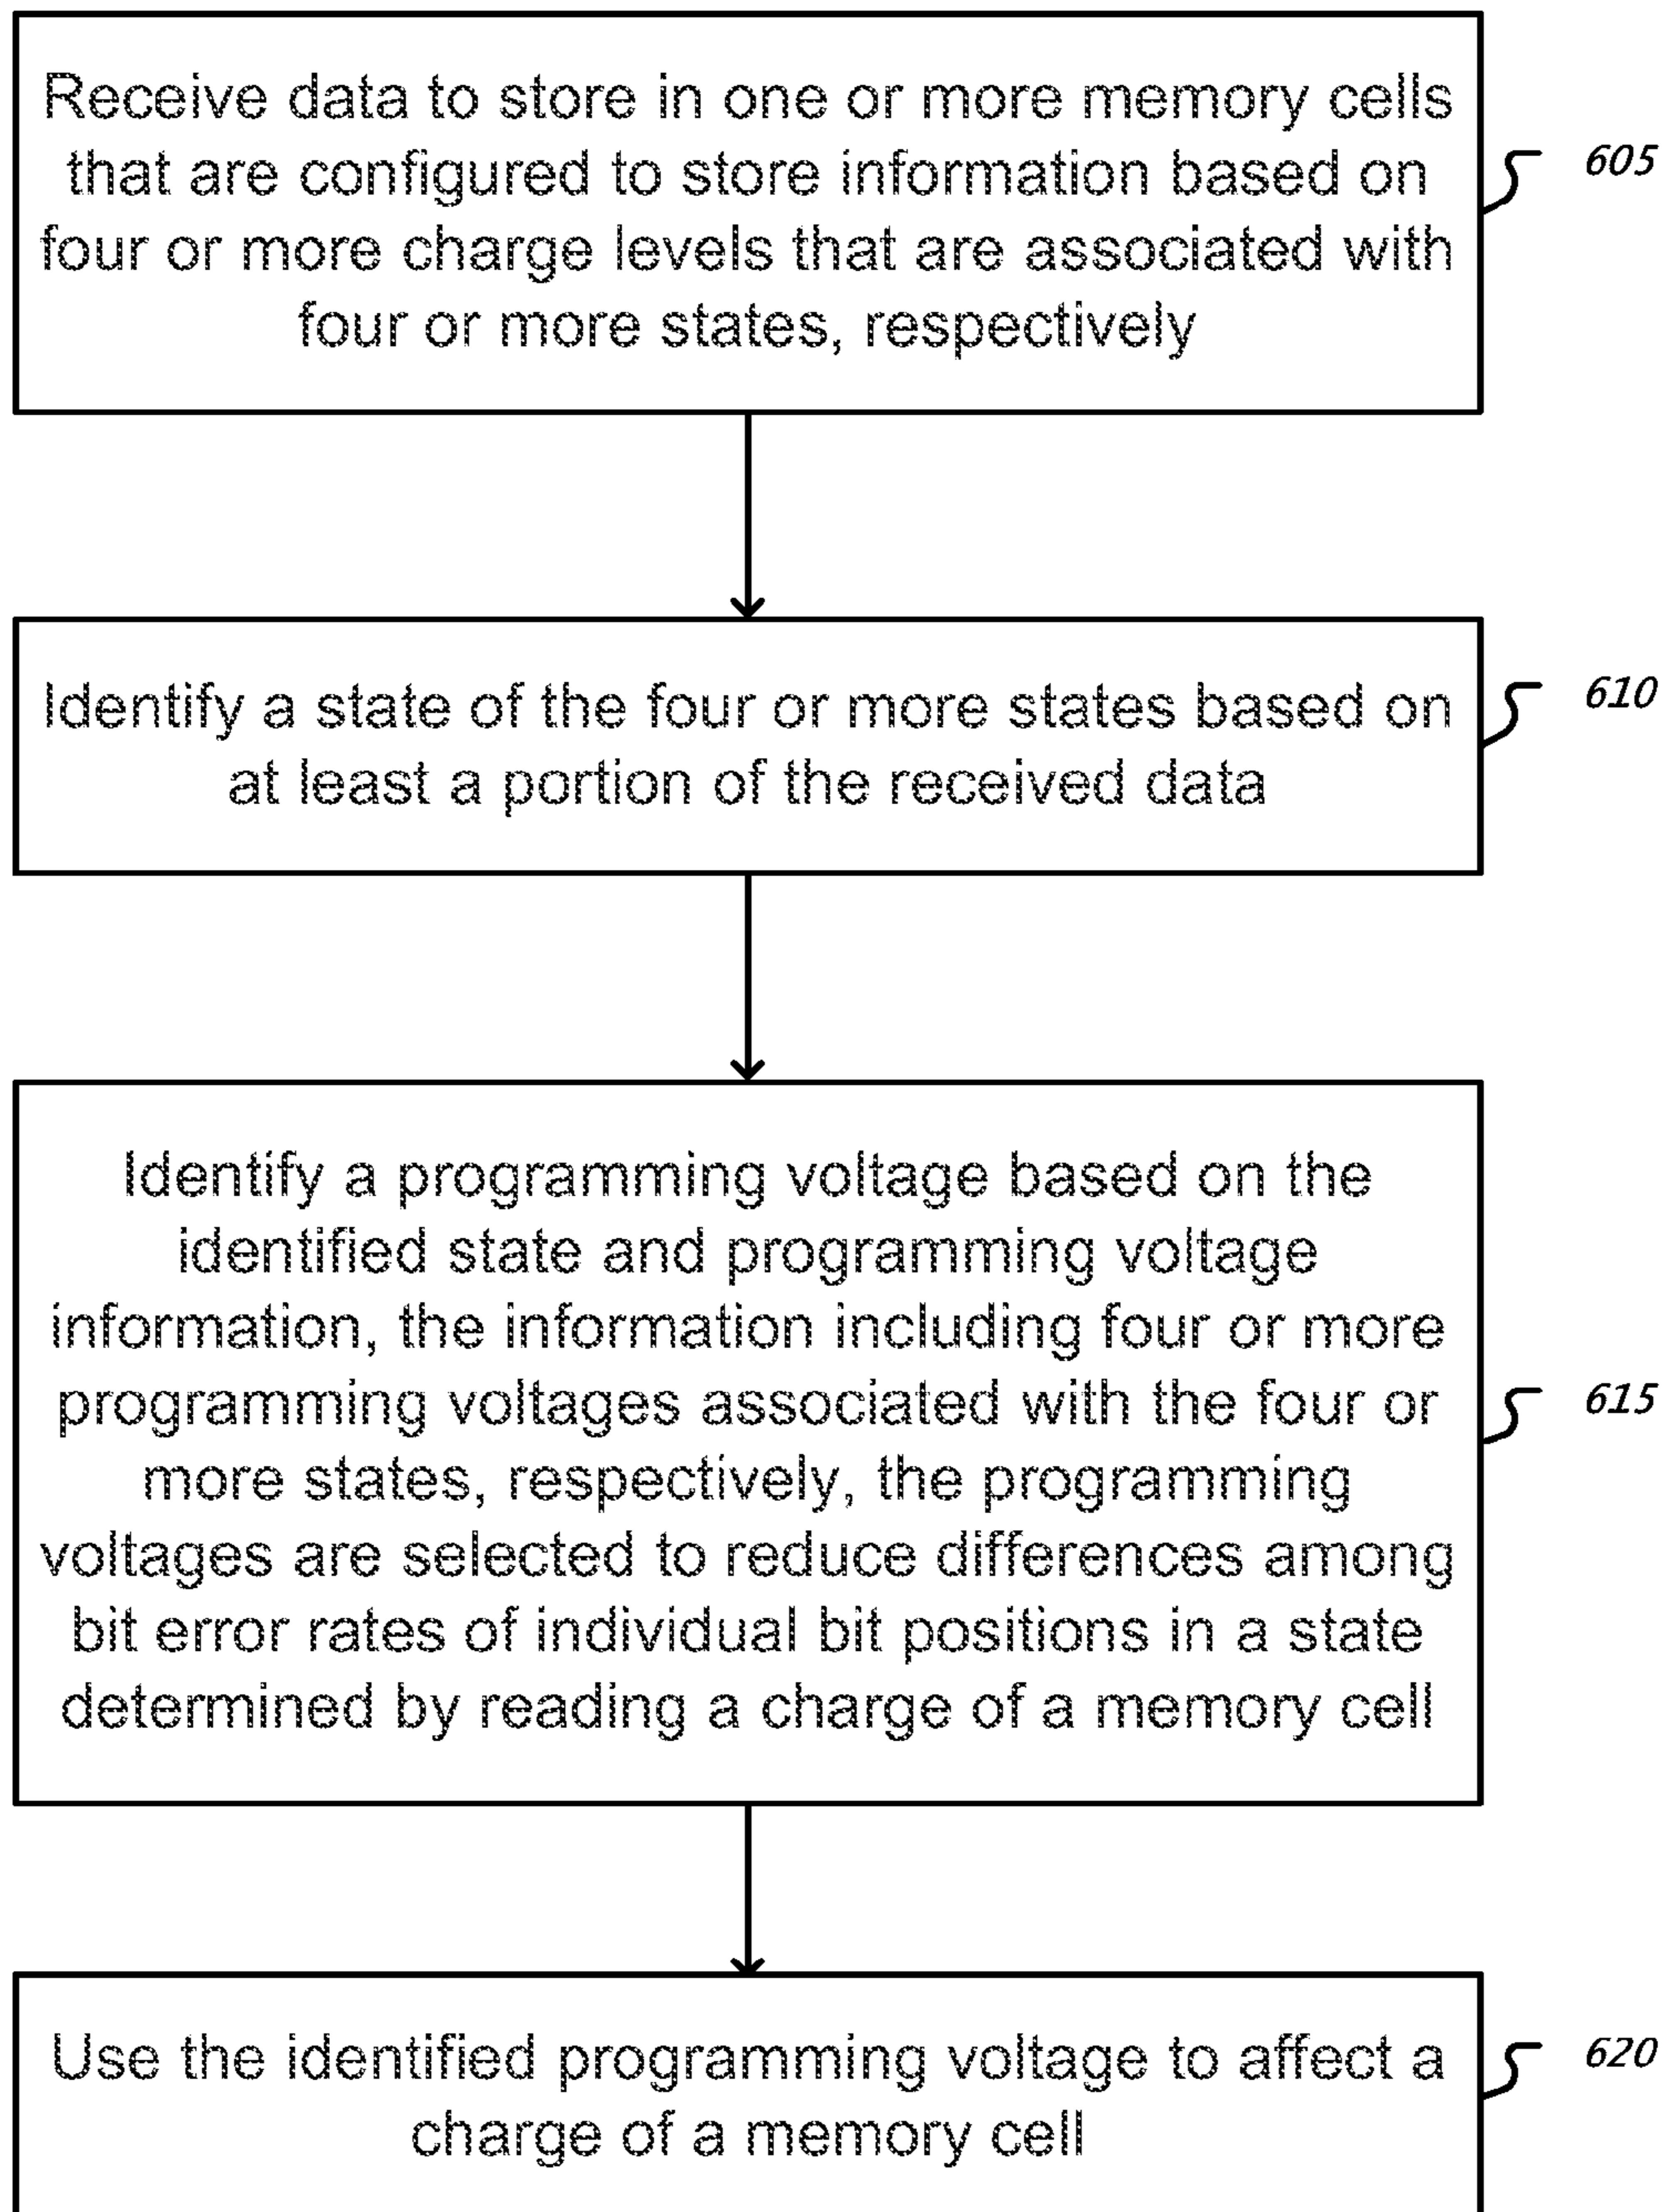 Receive data to store in one or more memory cells
that are configured to store information based on
four or more charge levels that are associated with
four or more states, respectively
605
Identify a state of the four or more states based on
at least a portion of the received data
610
Identify a programming voltage based on the
identified state and programming voltage
information, the information including four or more
programming voltages associated with the four or
more states, respectively, the programming
voltages are selected to reduce differences among
bit error rates of individual bit positions in a state
determined by reading a charge of a memory cell
615
Use the identified programming voltage to affect a
charge of a memory cell
620